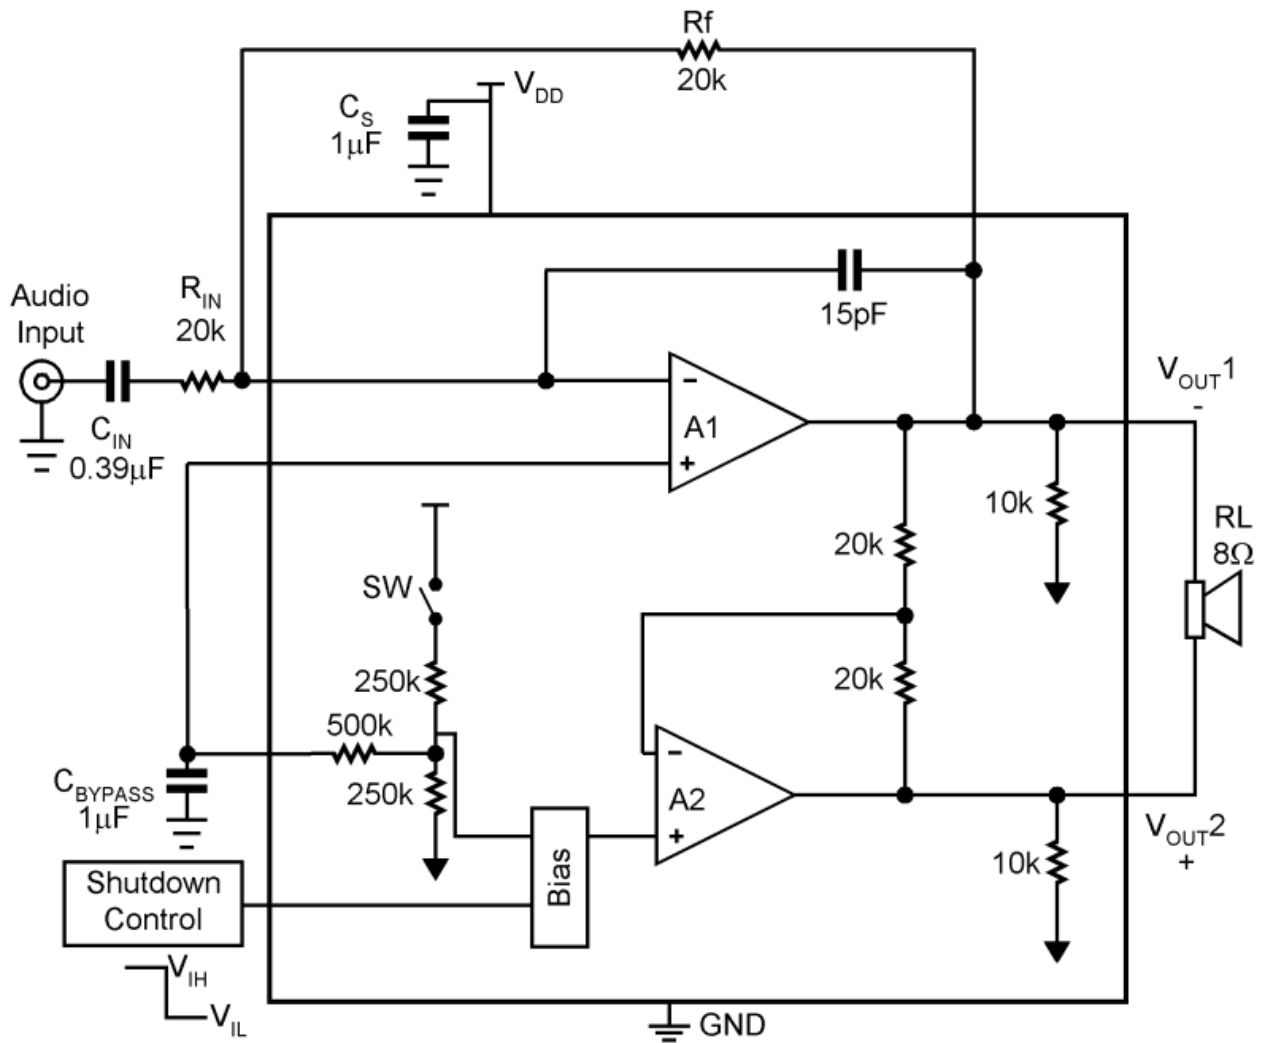 Rf
20k
VDD
CS
1μF
Audio
Input
RIN
20k
15pF
CIN
0.39μF
-
A1
+
VOUT1
-
10k
20k
RL
8Ω
SW
250k
20k
500k
250k
CBYPASS
1μF
-
A2
+
VOUT2
+
10k
Bias
Shutdown
Control
VIH
VIL
GND